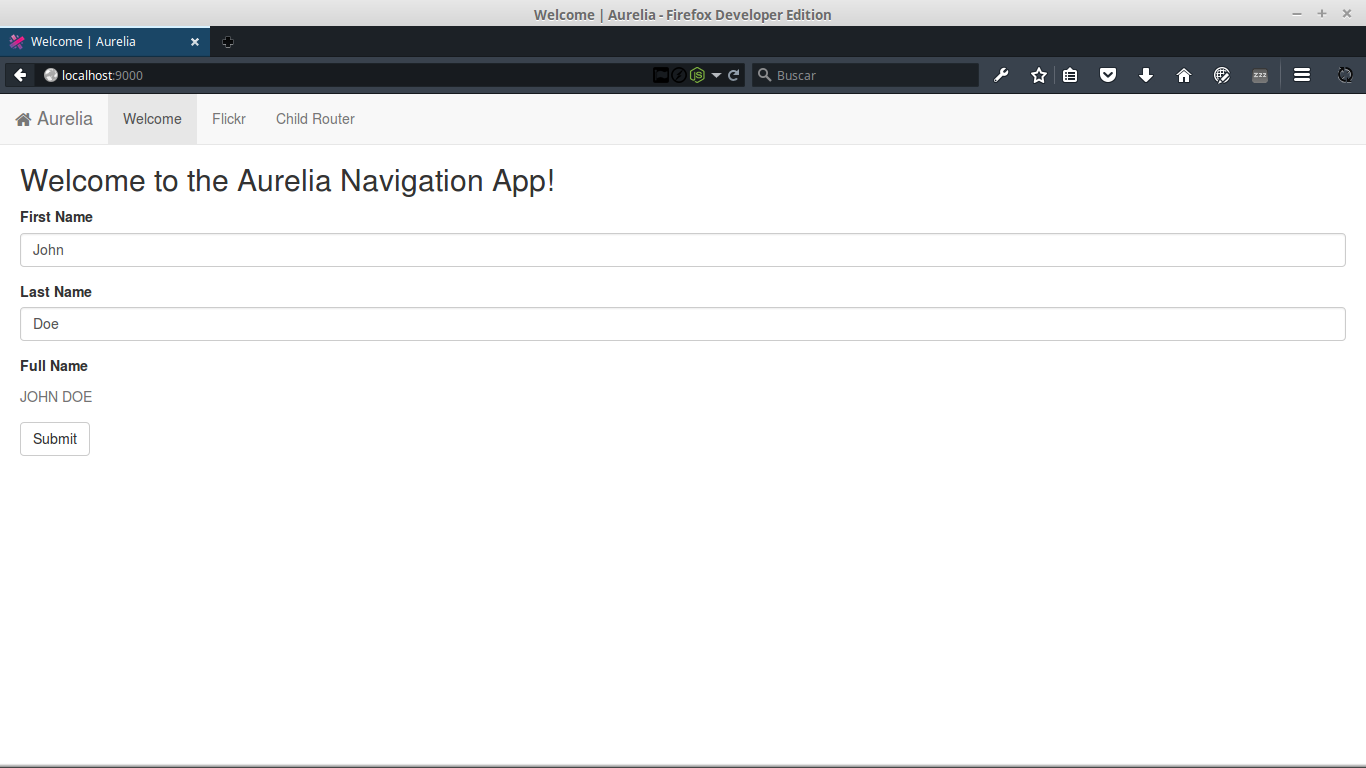 Welcome | Aurelia - Firefox Developer Edition
Welcome | Aurelia
localhost:9000
Buscar
zzz
Aurelia Welcome Flickr Child Router
Welcome to the Aurelia Navigation App!
First Name
John
Last Name
Doe
Full Name
JOHN DOE
Submit